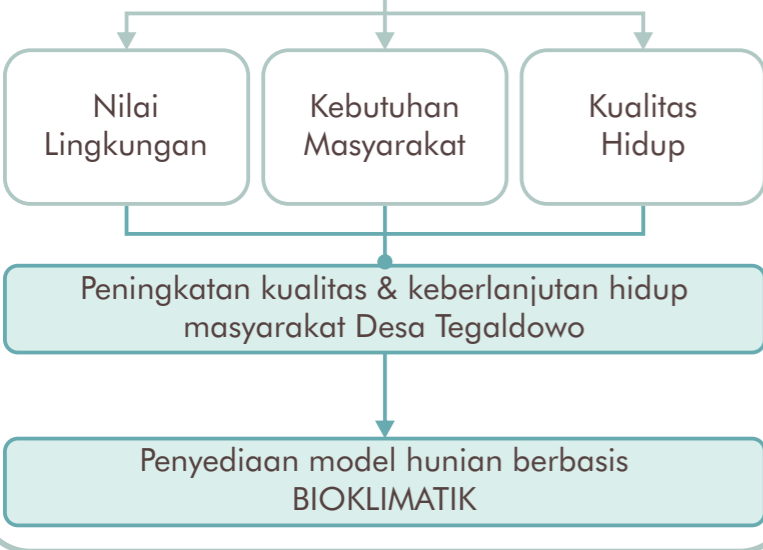 Nilai
Lingkungan
Kebutuhan
Masyarakat
Kualitas
Hidup
Peningkatan kualitas & keberlanjutan hidup
masyarakat Desa Tegaldowo
Penyediaan model hunian berbasis
BIOKLIMATIK